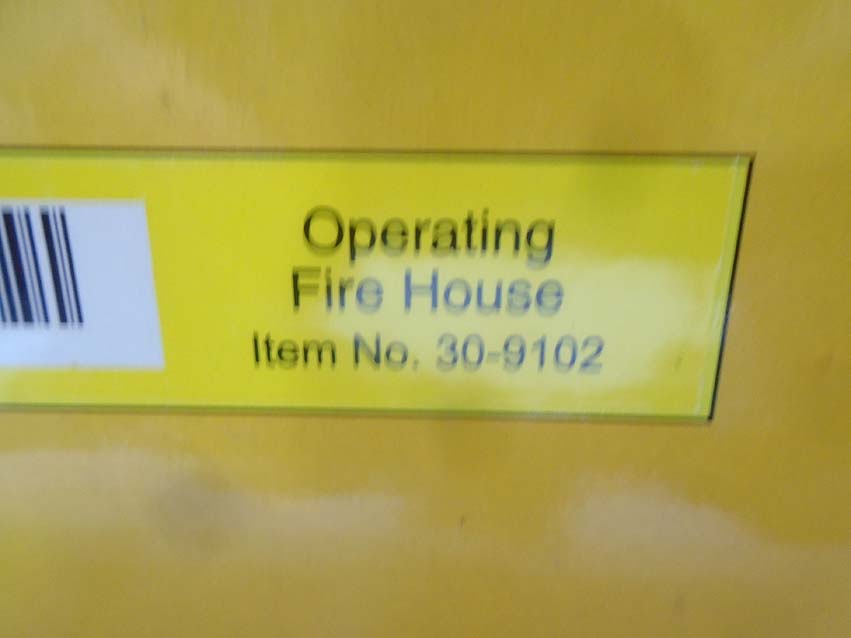 Operating
Fire House
Item No. 30-9102